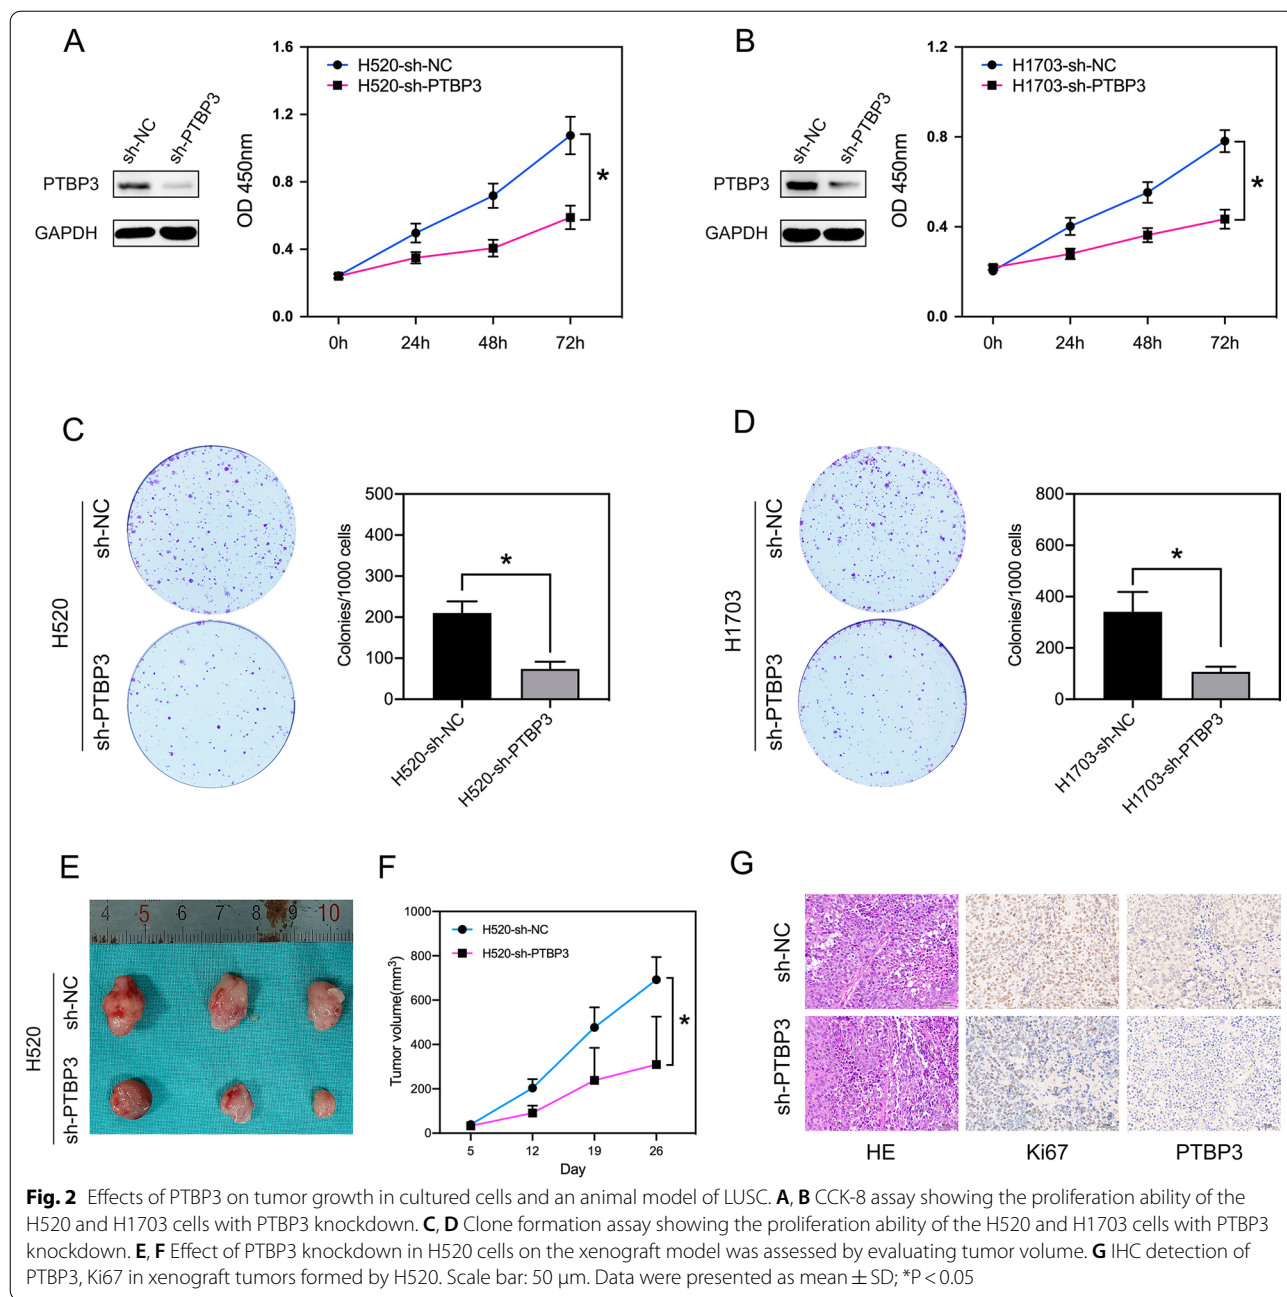 A
sh-NC
sh-PTBP3
PTBP3
GAPDH
OD 450nm
1.6
1.2
0.8
0.4
0.0
H520-sh-NC
H520-sh-PTBP3
*
0h 24h 48h 72h
B
sh-NC
sh-PTBP3
PTBP3
GAPDH
OD 450nm
1.2
0.8
0.4
0.0
H1703-sh-NC
H1703-sh-PTBP3
*
0h 24h 48h 72h
C
H520
sh-NC
sh-PTBP3
Colonies/1000 cells
500
400
300
200
100
0
*
H520-sh-NC
H520-sh-PTBP3
D
H1703
sh-NC
sh-PTBP3
Colonies/1000 cells
800
600
400
200
0
*
H1703-sh-NC
H1703-sh-PTBP3
E
4 5 6 7 8 9 10
H520
sh-NC
sh-PTBP3
F
Tumor volume(mm³)
1000
800
600
400
200
0
H520-sh-NC
H520-sh-PTBP3
*
5 12 19 26
Day
G
sh-NC
sh-PTBP3
HE Ki67 PTBP3
Fig. 2 Effects of PTBP3 on tumor growth in cultured cells and an animal model of LUSC. A, B CCK-8 assay showing the proliferation ability of the
H520 and H1703 cells with PTBP3 knockdown. C, D Clone formation assay showing the proliferation ability of the H520 and H1703 cells with PTBP3
knockdown. E, F Effect of PTBP3 knockdown in H520 cells on the xenograft model was assessed by evaluating tumor volume. G IHC detection of
PTBP3, Ki67 in xenograft tumors formed by H520. Scale bar: 50 μm. Data were presented as mean ± SD; *P < 0.05